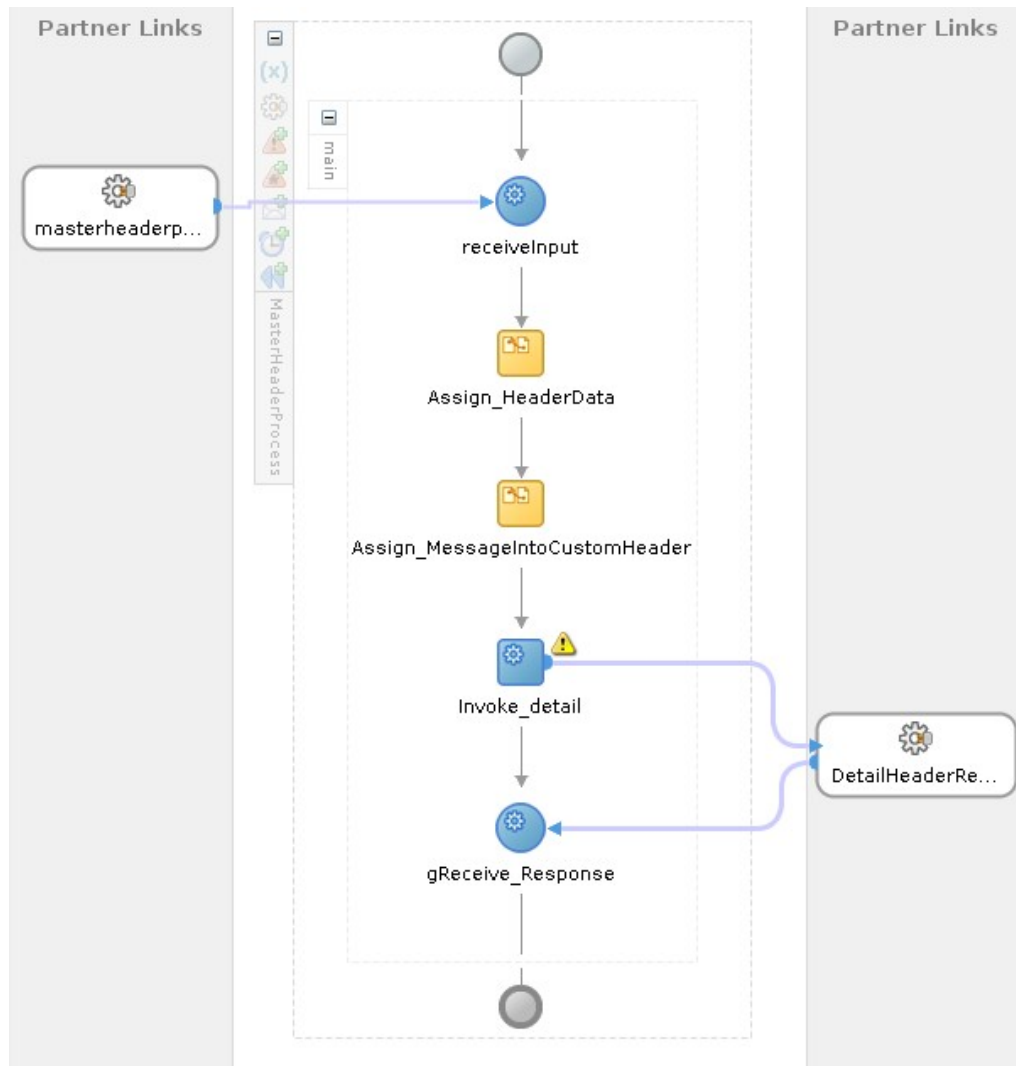 Partner Links
Partner Links
(x)
main
masterheaderp...
receiveInput
MasterHeaderProcess
Assign_HeaderData
Assign_MessageIntoCustomHeader
Invoke_detail
DetailHeaderRe...
gReceive_Response